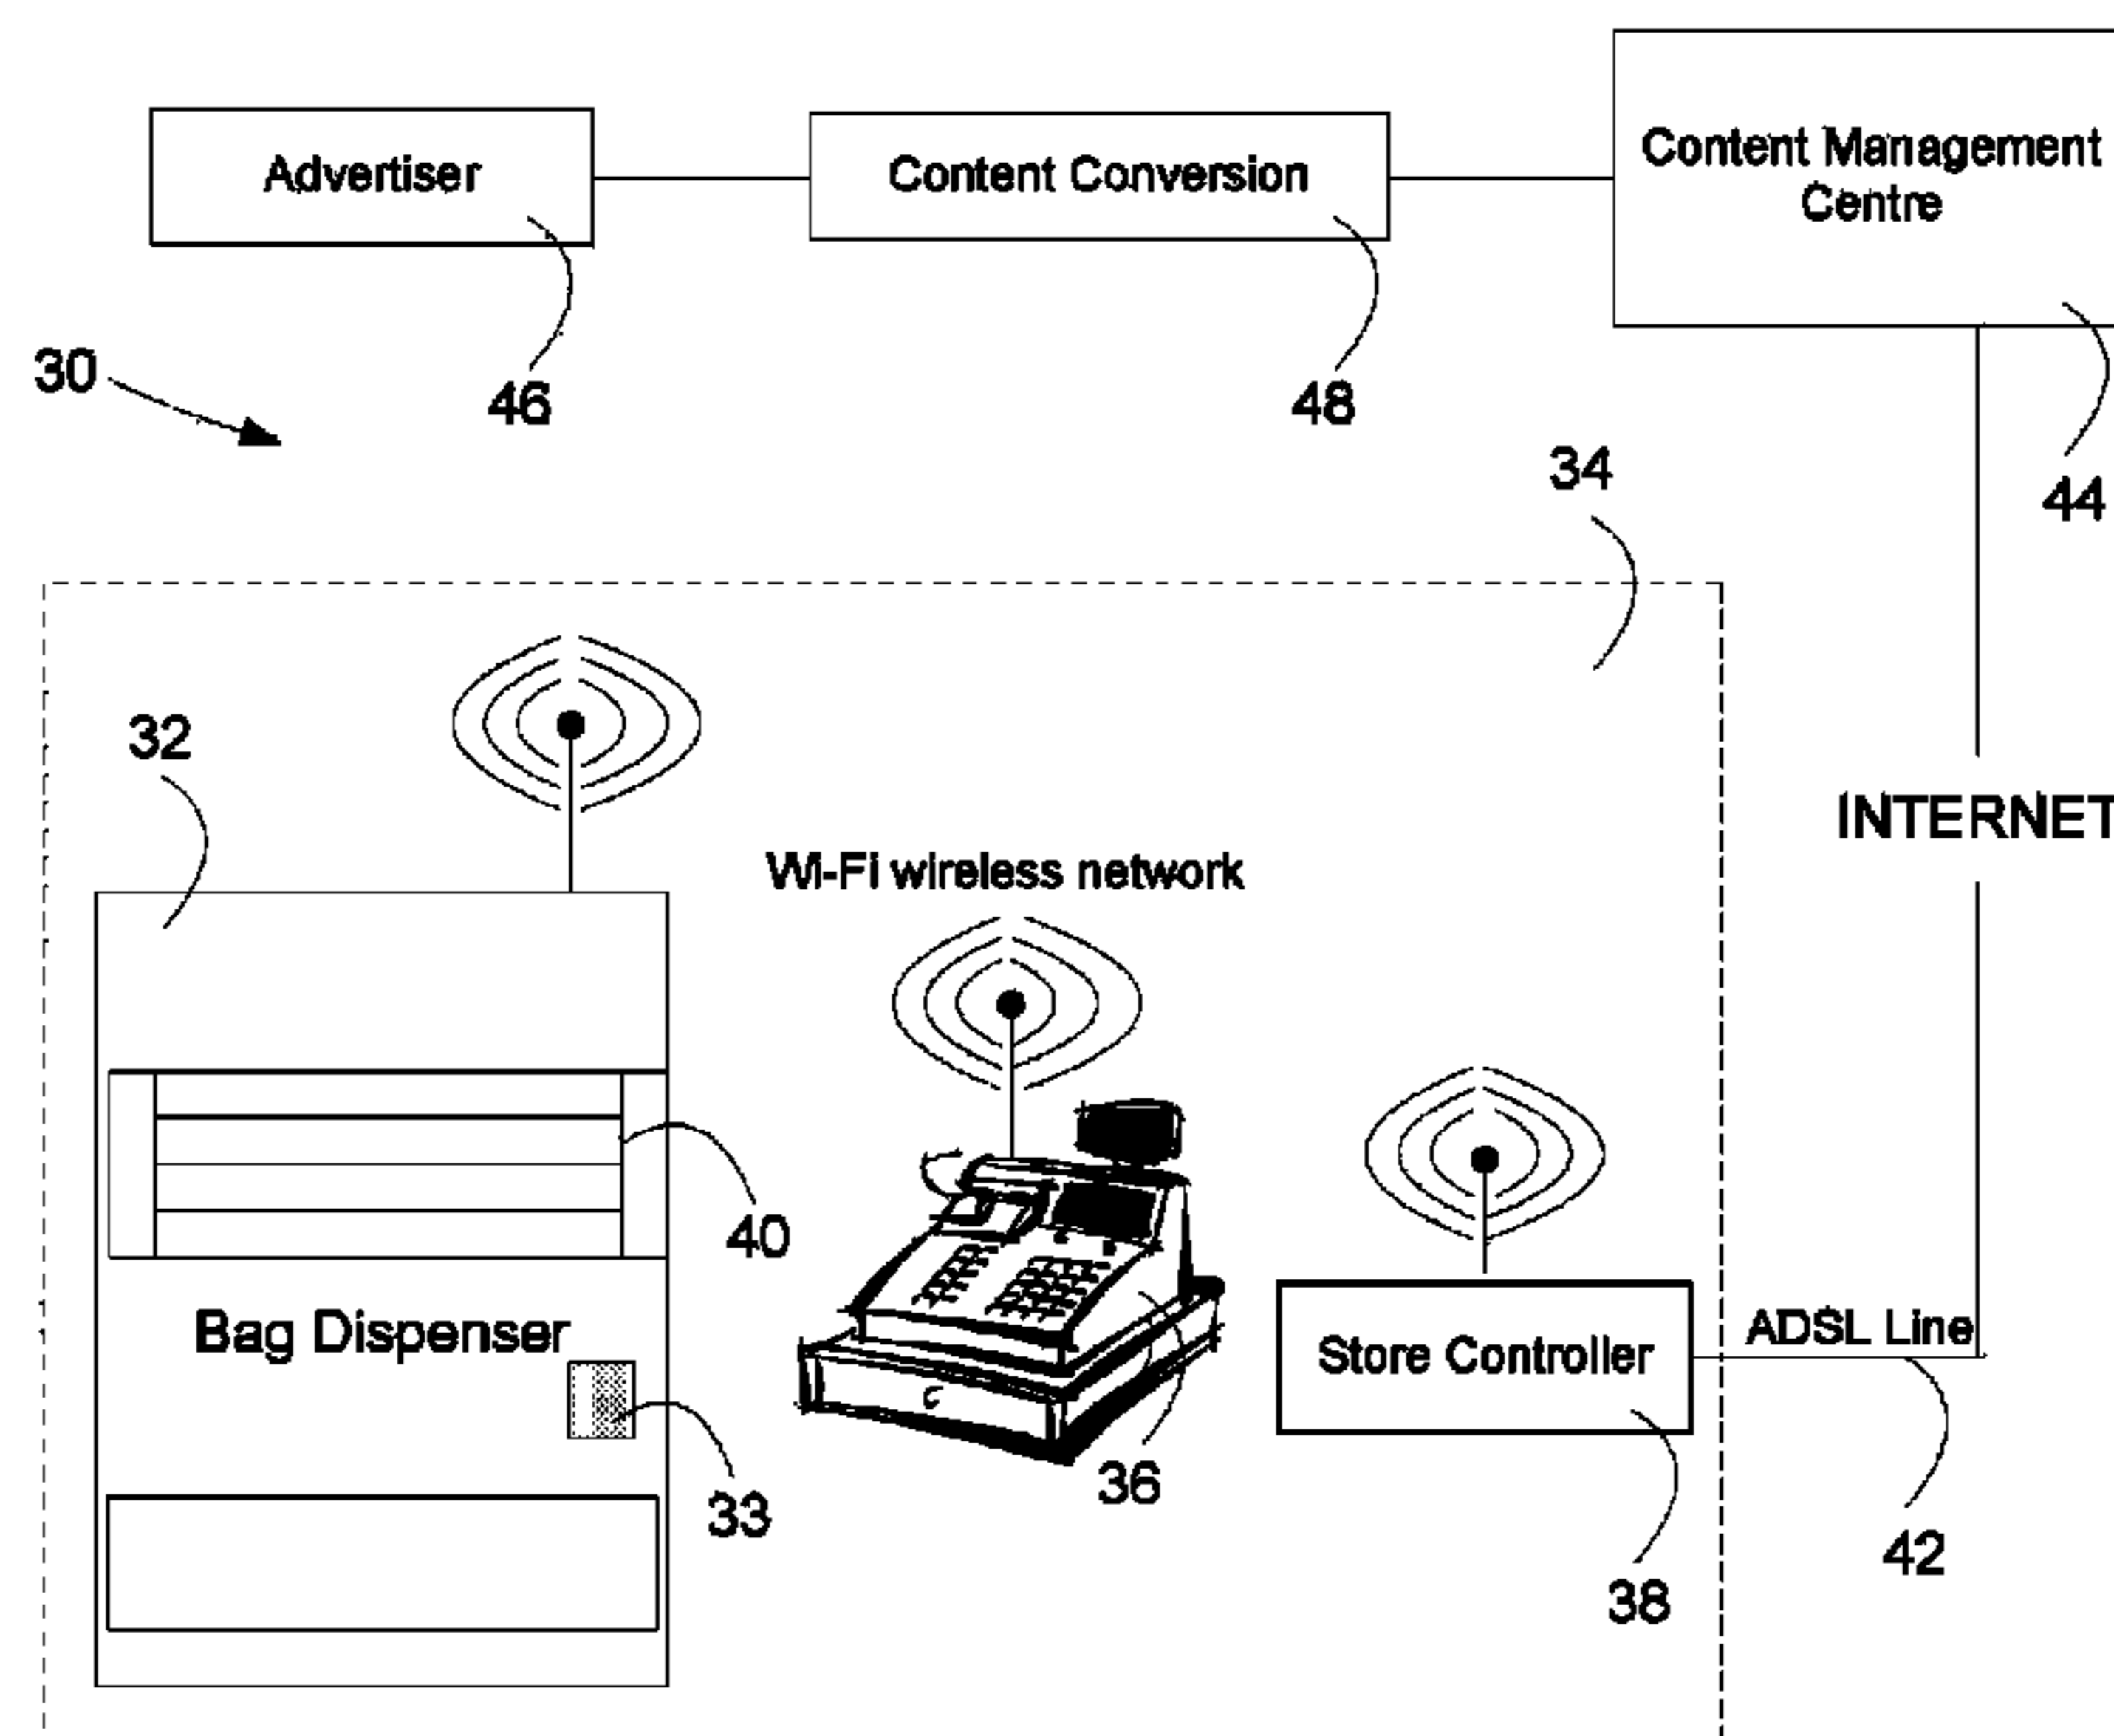 Advertiser
Content Conversion
Content Management
Centre
30
46
48
34
44
32
INTERNET
Wi-Fi wireless network
40
Bag Dispenser
Store Controller
ADSL Line
33
36
42
38